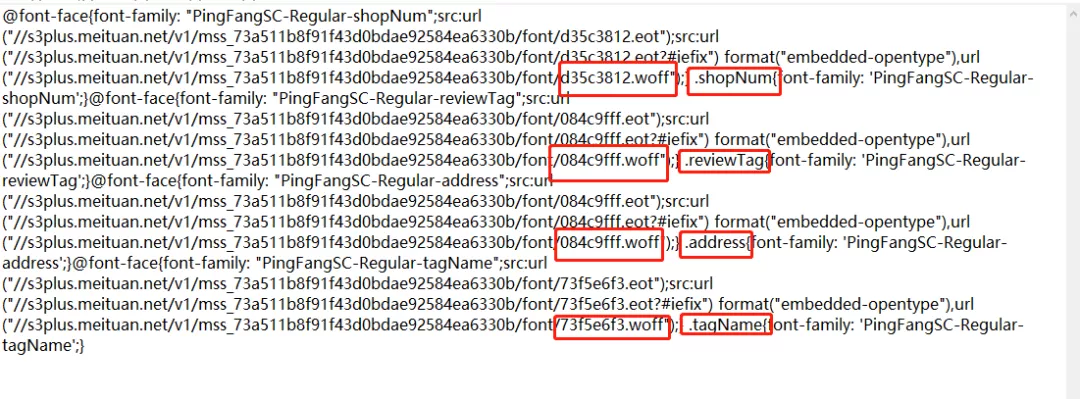 @font-face{font-family: "PingFangSC-Regular-shopNum";src:url
("//s3plus.meituan.net/v1/mss_73a511b8f91f43d0bdae92584ea6330b/font/d35c3812.eot");src:url
("//s3plus.meituan.net/v1/mss_73a511b8f91f43d0bdae92584ea6330b/font/d35c3812.eot?#iefix") format("embedded-opentype"),url
("//s3plus.meituan.net/v1/mss_73a511b8f91f43d0bdae92584ea6330b/font/d35c3812.woff");} .shopNum{font-family: 'PingFangSC-Regular-
shopNum';}@font-face{font-family: "PingFangSC-Regular-reviewTag";src:url
("//s3plus.meituan.net/v1/mss_73a511b8f91f43d0bdae92584ea6330b/font/084c9fff.eot");src:url
("//s3plus.meituan.net/v1/mss_73a511b8f91f43d0bdae92584ea6330b/font/084c9fff.eot?#iefix") format("embedded-opentype"),url
("//s3plus.meituan.net/v1/mss_73a511b8f91f43d0bdae92584ea6330b/font/084c9fff.woff");} .reviewTag{font-family: 'PingFangSC-Regular-
reviewTag';}@font-face{font-family: "PingFangSC-Regular-address";src:url
("//s3plus.meituan.net/v1/mss_73a511b8f91f43d0bdae92584ea6330b/font/084c9fff.eot");src:url
("//s3plus.meituan.net/v1/mss_73a511b8f91f43d0bdae92584ea6330b/font/084c9fff.eot?#iefix") format("embedded-opentype"),url
("//s3plus.meituan.net/v1/mss_73a511b8f91f43d0bdae92584ea6330b/font/084c9fff.woff");} .address{font-family: 'PingFangSC-Regular-
address';}@font-face{font-family: "PingFangSC-Regular-tagName";src:url
("//s3plus.meituan.net/v1/mss_73a511b8f91f43d0bdae92584ea6330b/font/73f5e6f3.eot");src:url
("//s3plus.meituan.net/v1/mss_73a511b8f91f43d0bdae92584ea6330b/font/73f5e6f3.eot?#iefix") format("embedded-opentype"),url
("//s3plus.meituan.net/v1/mss_73a511b8f91f43d0bdae92584ea6330b/font/73f5e6f3.woff");} .tagName{font-family: 'PingFangSC-Regular-
tagName';}